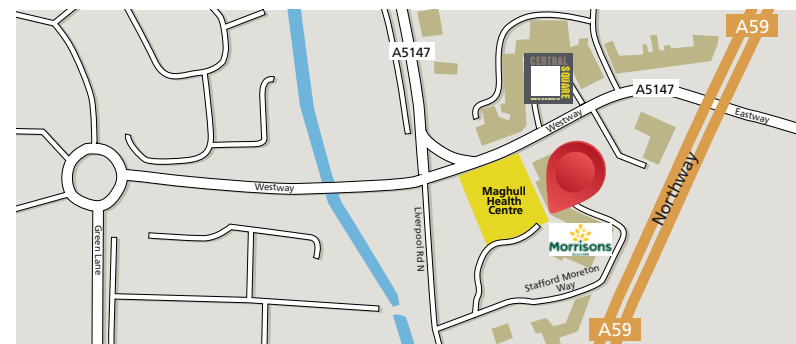 A59
A5147
CENTRAL
SQUARE
A5147
Eastway
Westway
Northway
Westway
Maghull
Health
Centre
Liverpool Rd N
Green Lane
Morrisons
Stafford Moreton
Way
A59